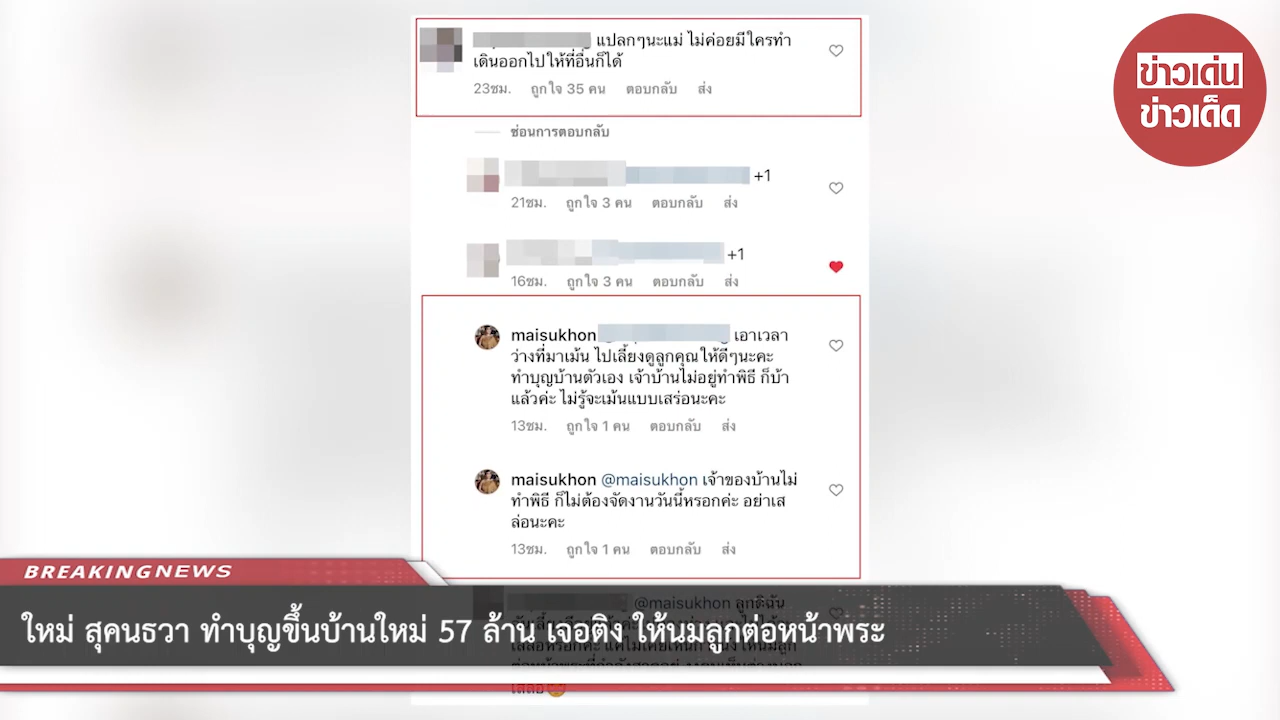 แปลกๆนะแม่ ไม่ค่อยมีใครทำ
เดินออกไปให้ที่อื่นก็ได้
23ชม. ถูกใจ 35 คน ตอบกลับ ส่ง
ซ่อนการตอบกลับ
+1
21ชม. ถูกใจ 3 คน ตอบกลับ ส่ง
+1
16ชม. ถูกใจ 3 คน ตอบกลับ ส่ง
maisukhon เอาเวลา
ว่างที่มาเม้น ไปเลี้ยงดูลูกคุณให้ดีๆนะคะ
ทำบุญบ้านตัวเอง เจ้าบ้านไม่อยู่ทำพิธี ก็บ้า
แล้วค่ะ ไม่รู้จะเม้นแบบเสร่อนะคะ
13ชม. ถูกใจ 1 คน ตอบกลับ ส่ง
maisukhon @maisukhon เจ้าของบ้านไม่
ทำพิธี ก็ไม่ต้องจัดงานวันนี้หรอกค่ะ อย่าเส
ล่อนะคะ
13ชม. ถูกใจ 1 คน ตอบกลับ ส่ง
@maisukhon ลูกดิฉัน
ข่าวเด่น
ข่าวเด็ด
BREAKINGNEWS
ใหม่ สุคนธวา ทำบุญขึ้นบ้านใหม่ 57 ล้าน เจอติง ให้นมลูกต่อหน้าพระ